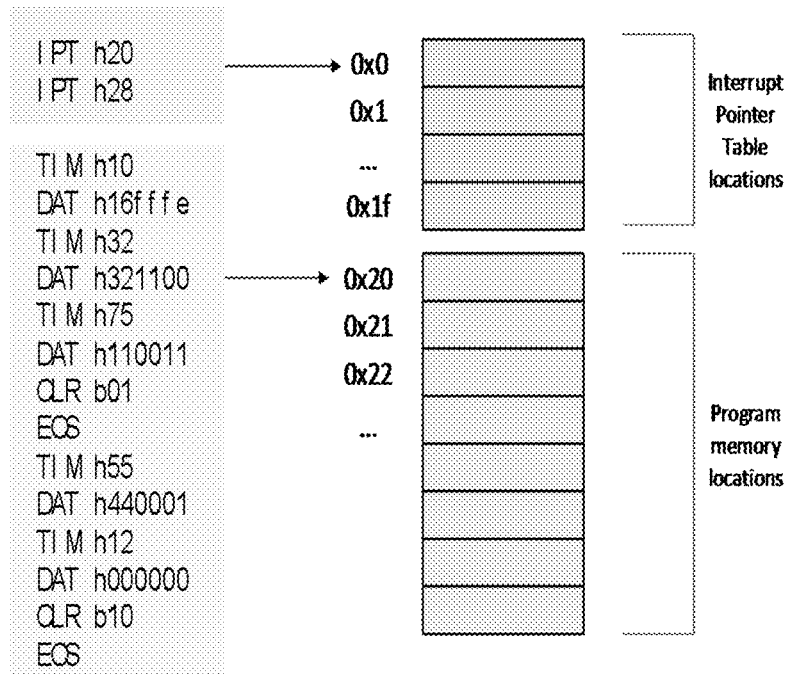 IPT h20
IPT h28
TIM h10
DAT h16fffe
TIM h32
DAT h321100
TIM h75
DAT h110011
CLR b01
EOS
TIM h55
DAT h440001
TIM h12
DAT h000000
CLR b10
EOS
0x0
0x1
...
0x1f
0x20
0x21
0x22
...
Interrupt
Pointer
Table
locations
Program
memory
locations